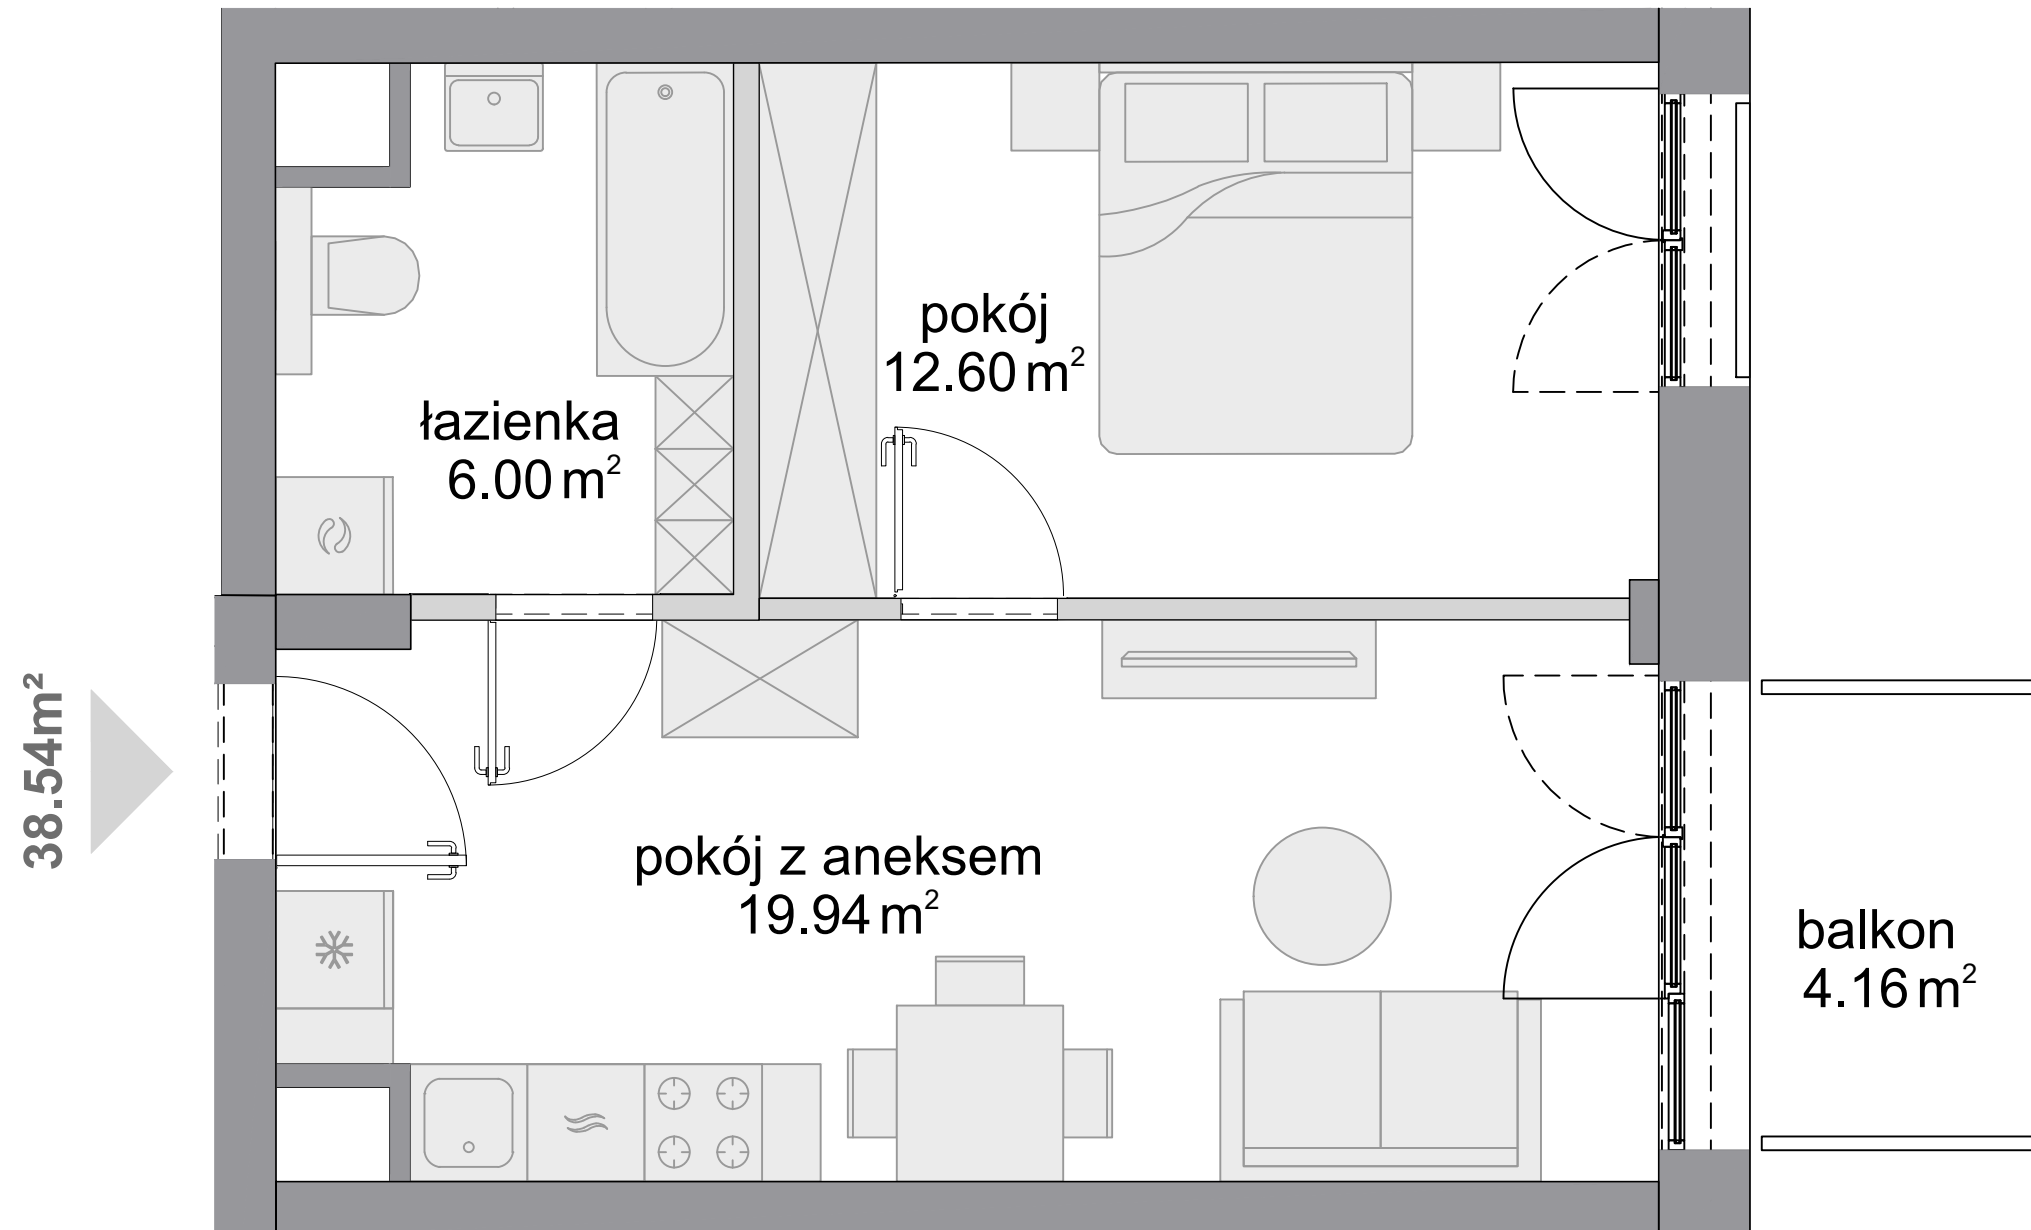 pokój
12.60 m²
łazienka
6.00 m²
38.54m²
pokój z aneksem
19.94 m²
balkon
4.16 m²